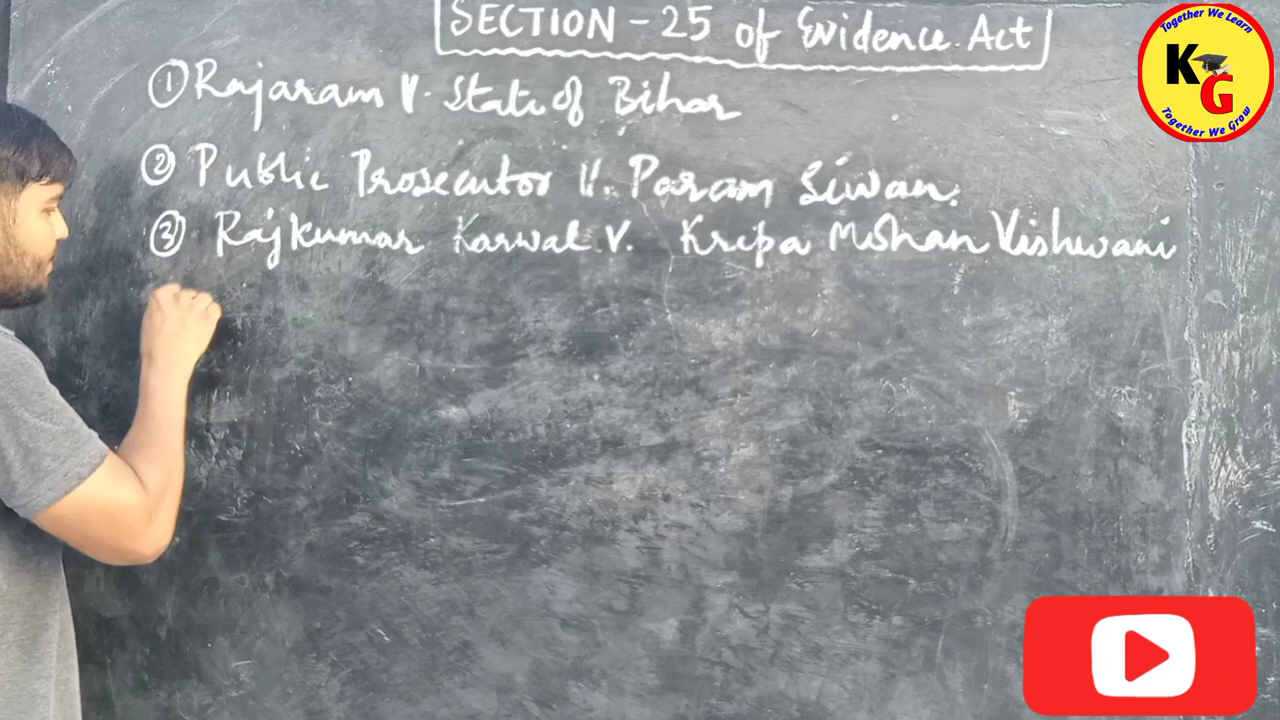 SECTION - 25 of Evidence Act
① Rajaram V. State of Bihar
② Public Prosecutor V. Param Siwan.
③ Rajkumar Karwal V. Kripa Mohan Vishwani
Together We Learn
KG
Together We Grow